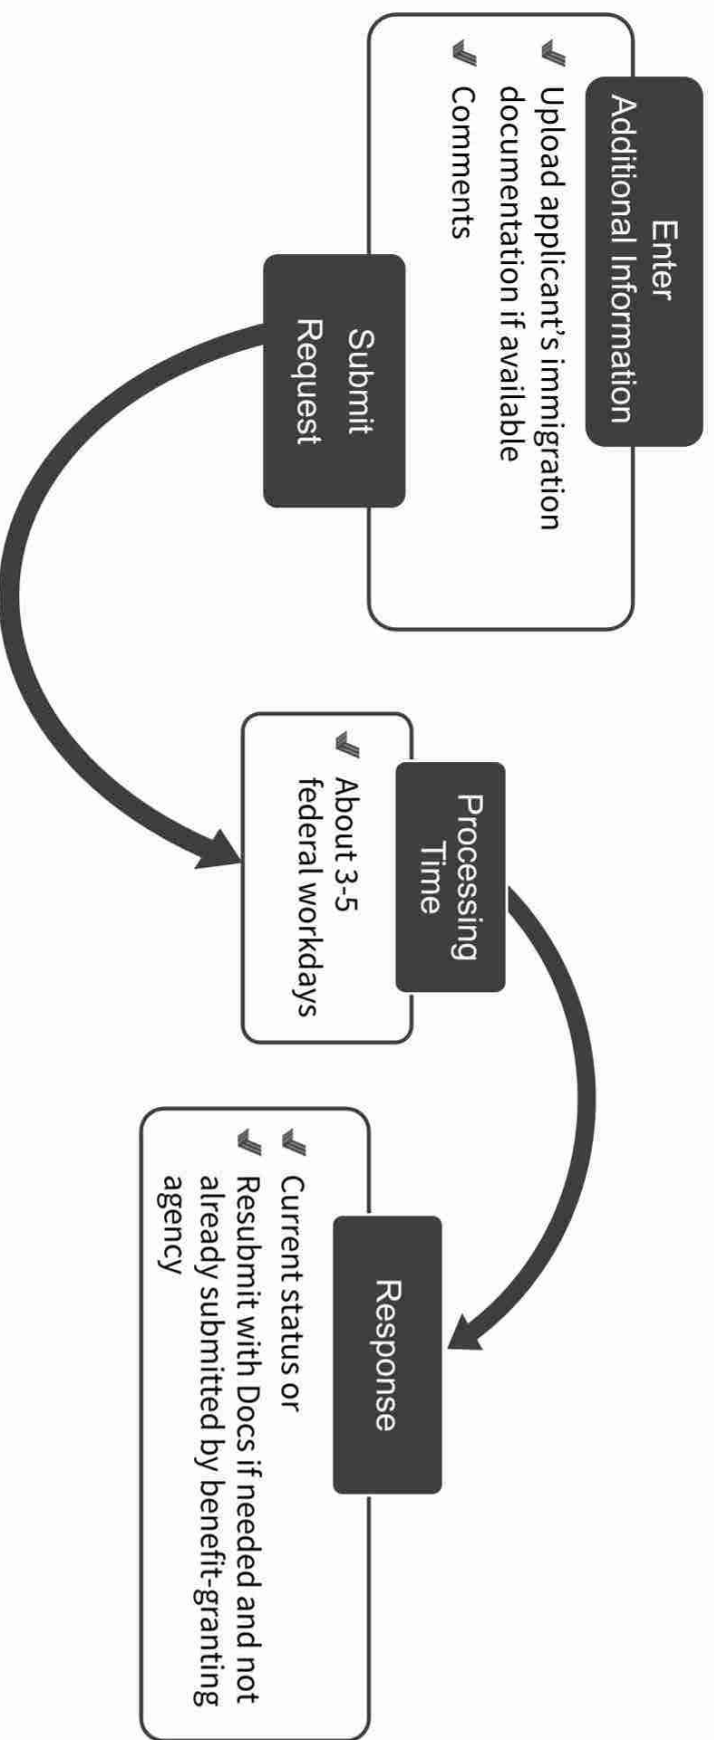 Enter
Additional Information
Upload applicant's immigration
documentation if available
Comments
Submit
Request
Processing
Time
About 3-5
federal workdays
Response
Current status or
Resubmit with Docs if needed and not
already submitted by benefit-granting
agency